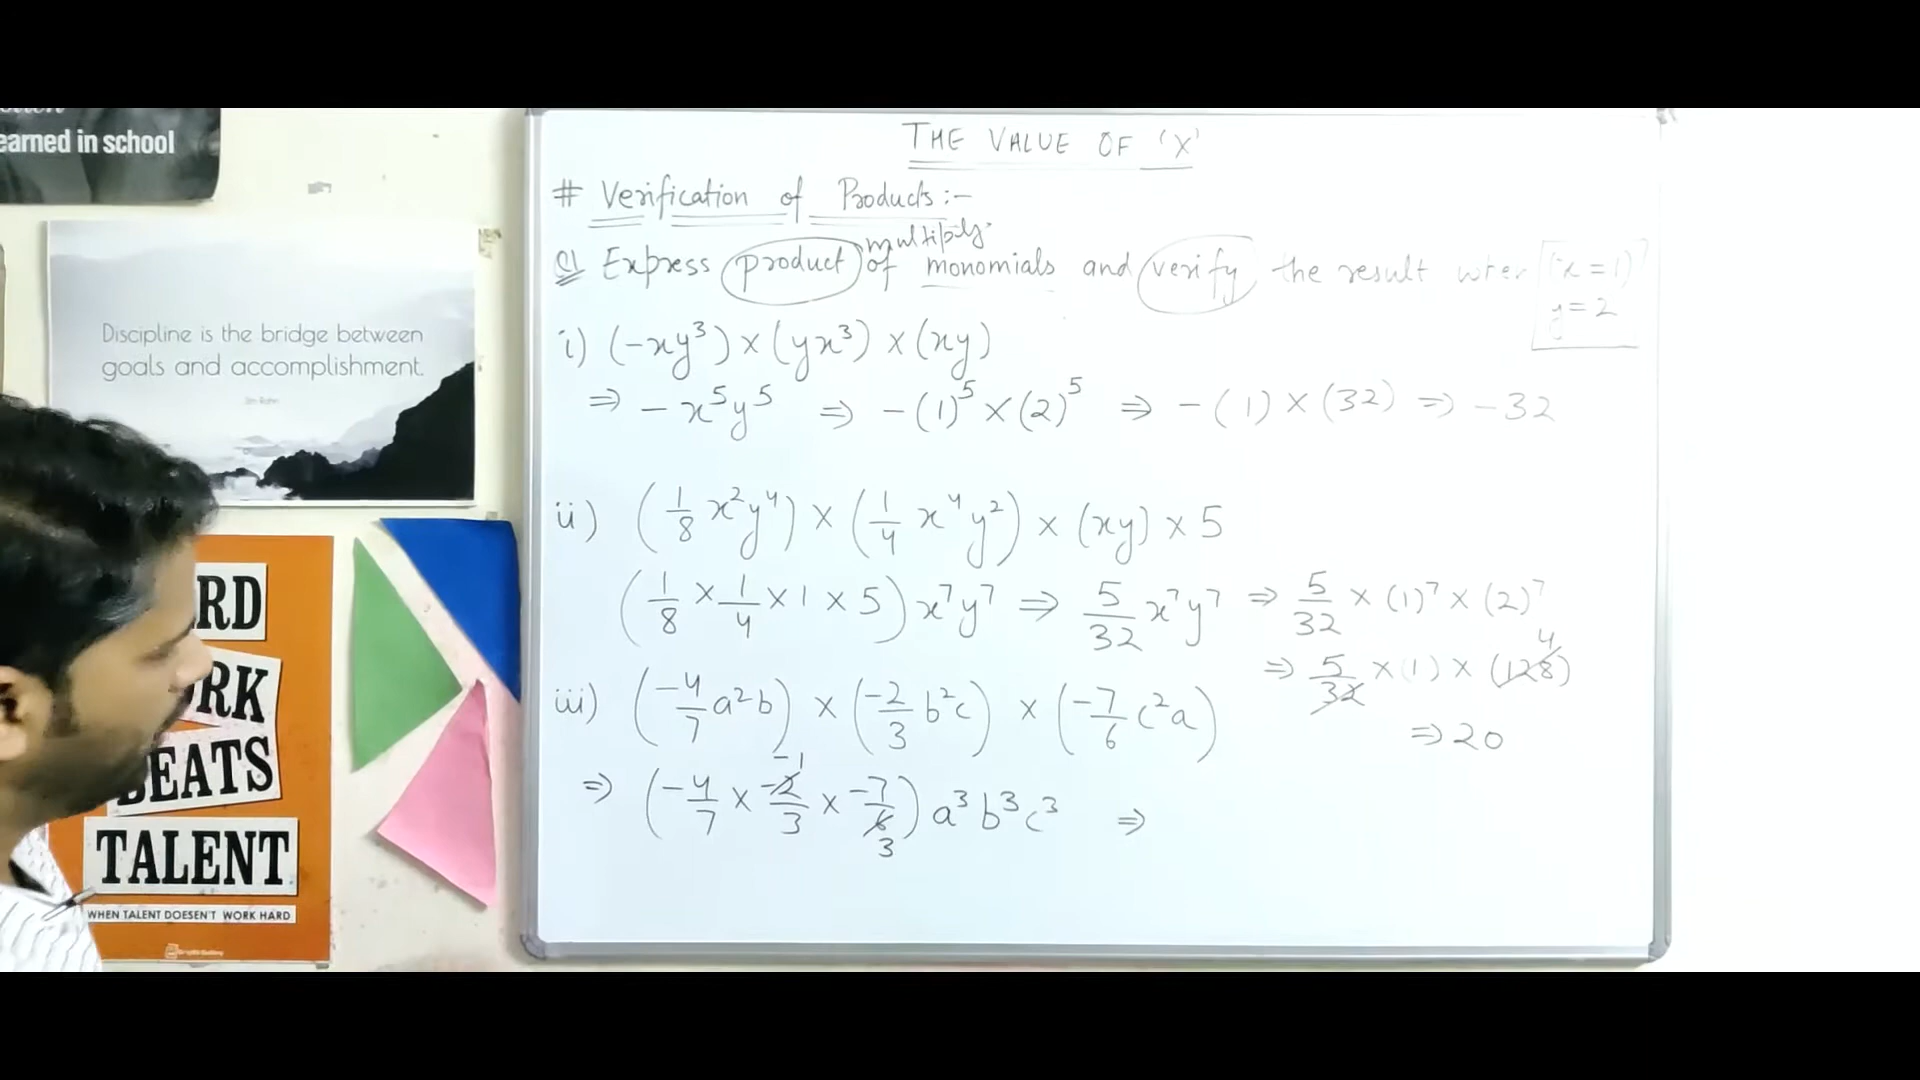 earned in school
Discipline is the bridge between
goals and accomplishment.
Jim Rohn
RD
RK
BEATS
TALENT
WHEN TALENT DOESEN'T WORK HARD
THE VALUE OF 'X'
# Verification of Products:-
multiply.
Q1 Express product of monomials and verify the result when (x=1)
y=2
i) (-xy³) × (yx³) × (xy)
⇒ -x⁵y⁵ ⇒ -(1)⁵×(2)⁵ ⇒ -(1)×(32) ⇒ -32
ii) (1/8 x²y⁴) × (1/4 x⁴y²) × (xy) × 5
(1/8 × 1/4 × 1 × 5) x⁷y⁷ ⇒ 5/32 x⁷y⁷ ⇒ 5/32 × (1)⁷ × (2)⁷
4
⇒ 5/32 × (1) × (128)
⇒ 20
iii) (-4/7 a²b) × (-2/3 b²c) × (-7/6 c²a)
-1
⇒ (-4/7 × -2/3 × -7/6) a³b³c³ ⇒
3